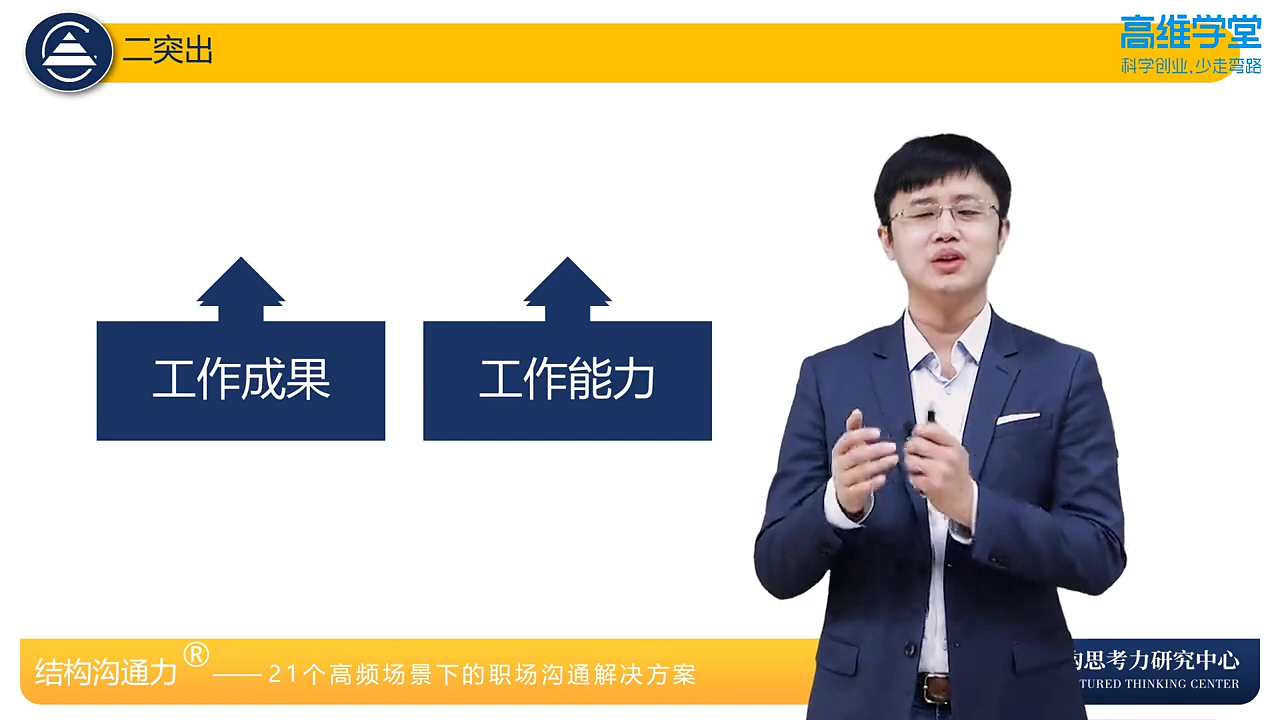 二突出
高维学堂
科学创业,少走弯路
工作成果
工作能力
结构沟通力® —— 21个高频场景下的职场沟通解决方案
构思考力研究中心
TURED THINKING CENTER